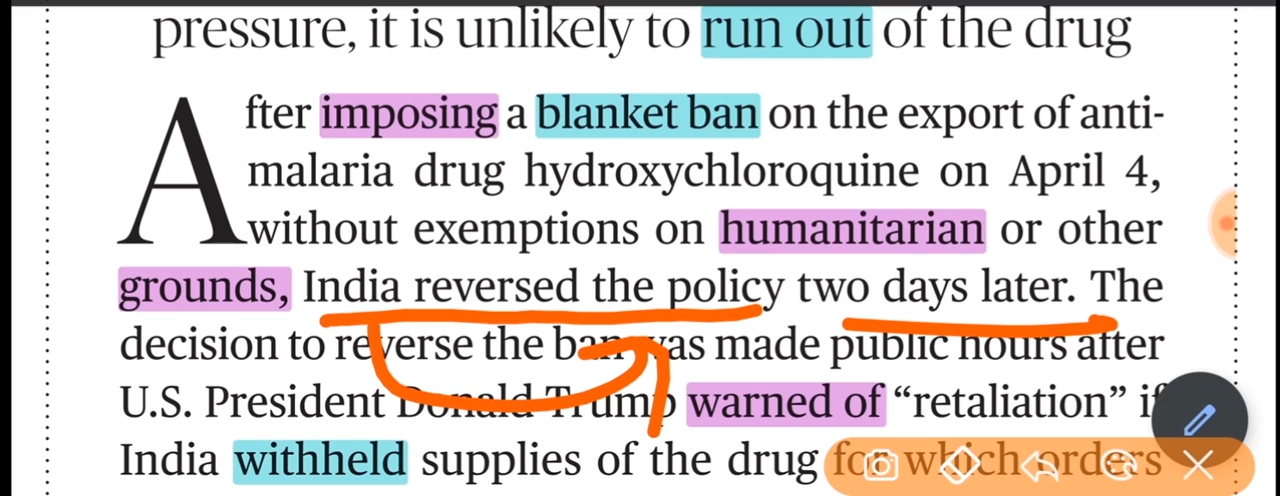 pressure, it is unlikely to run out of the drug
After imposing a blanket ban on the export of anti-
malaria drug hydroxychloroquine on April 4,
without exemptions on humanitarian or other
grounds, India reversed the policy two days later. The
decision to reverse the ban was made public hours after
U.S. President Donald Trump warned of “retaliation” if
India withheld supplies of the drug for which orders